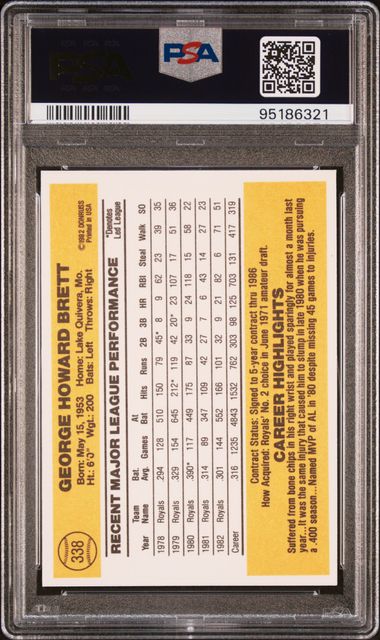 PSA
PSA
95186321
338
GEORGE HOWARD BRETT
Born: May 15, 1953 Home: Lake Quivera, Mo.
Ht.: 6'0" Wgt.: 200 Bats: Left Throws: Right
©1982 DONRUSS
Printed in USA
RECENT MAJOR LEAGUE PERFORMANCE
*Denotes
Led League
Team Bat. At
Year Name Avg. Games Bat Hits Runs 2B 3B HR RBI Steal Walk SO
1978 Royals .294 128 510 150 79 45* 8 9 62 23 39 35
1979 Royals .329 154 645 212* 119 42 20* 23 107 17 51 36
1980 Royals .390* 117 449 175 87 33 9 24 118 15 58 22
1981 Royals .314 89 347 109 42 27 7 6 43 14 27 23
1982 Royals .301 144 552 166 101 32 9 21 82 6 71 51
Career .316 1235 4843 1532 762 303 98 125 703 131 417 319
Contract Status: Signed to 5-year contract thru 1986
How Acquired: Royals' No. 2 choice in June 1971 amateur draft.
CAREER HIGHLIGHTS
Suffered from bone chips in his right wrist and played sparingly for almost a month last
year...It was the same injury that caused him to slump in late 1980 when he was pursuing
a .400 season...Named MVP of AL in '80 despite missing 45 games to injuries.